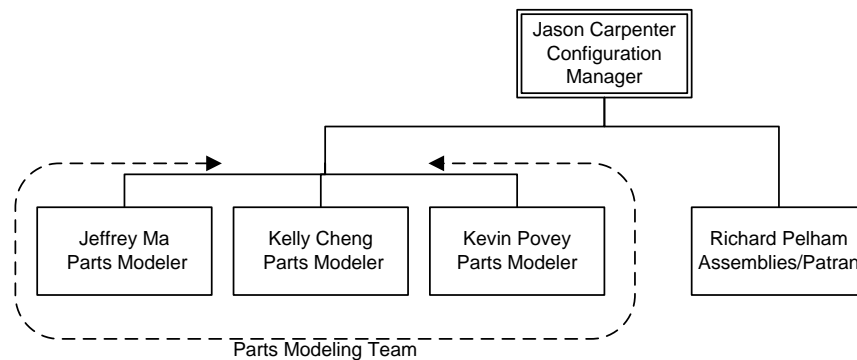 Jason Carpenter
Configuration
Manager
Jeffrey Ma
Parts Modeler
Kelly Cheng
Parts Modeler
Kevin Povey
Parts Modeler
Richard Pelham
Assemblies/Patran
Parts Modeling Team